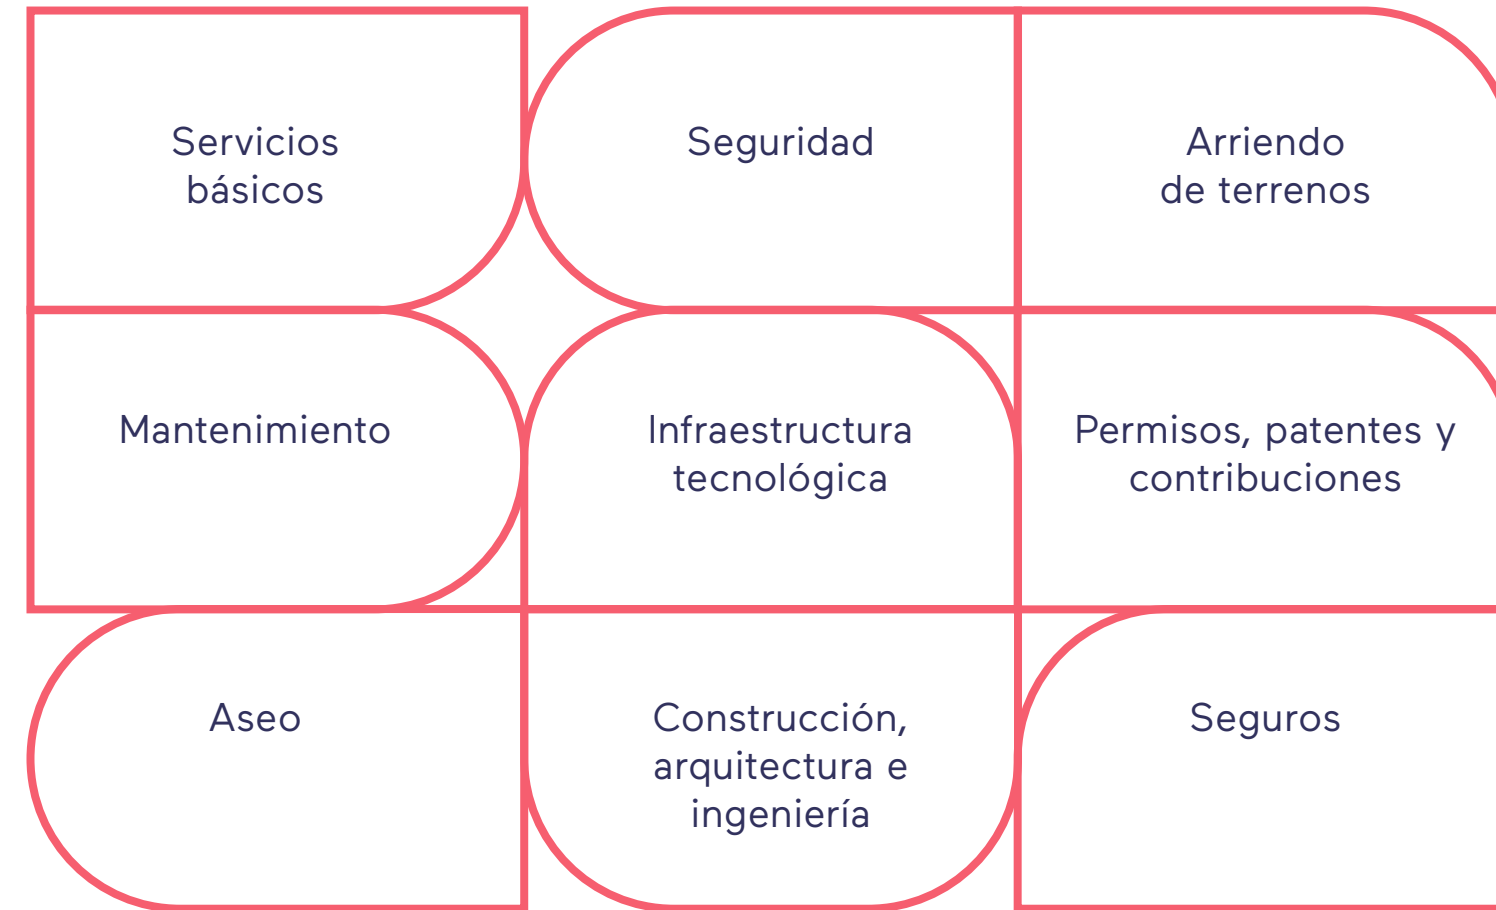 Servicios
básicos
Seguridad
Arriendo
de terrenos
Mantenimiento
Infraestructura
tecnológica
Permisos, patentes y
contribuciones
Aseo
Construcción,
arquitectura e
ingeniería
Seguros